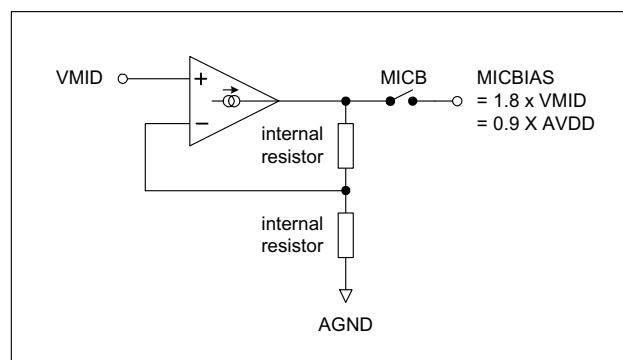 VMID
+
−
MICB
MICBIAS
= 1.8 x VMID
= 0.9 X AVDD
internal
resistor
internal
resistor
AGND